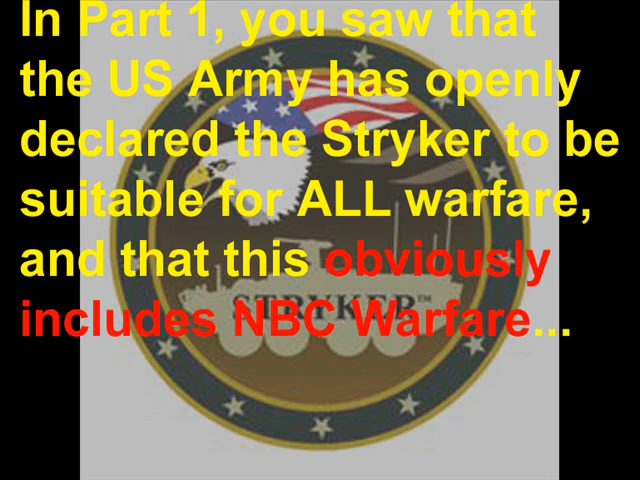 In Part 1, you saw that
the US Army has openly
declared the Stryker to be
suitable for ALL warfare,
and that this obviously
includes NBC Warfare...
STRYKER™